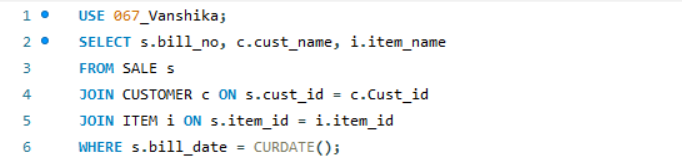 1 USE 067_Vanshika;
2 SELECT s.bill_no, c.cust_name, i.item_name
3 FROM SALE s
4 JOIN CUSTOMER c ON s.cust_id = c.Cust_id
5 JOIN ITEM i ON s.item_id = i.item_id
6 WHERE s.bill_date = CURDATE();